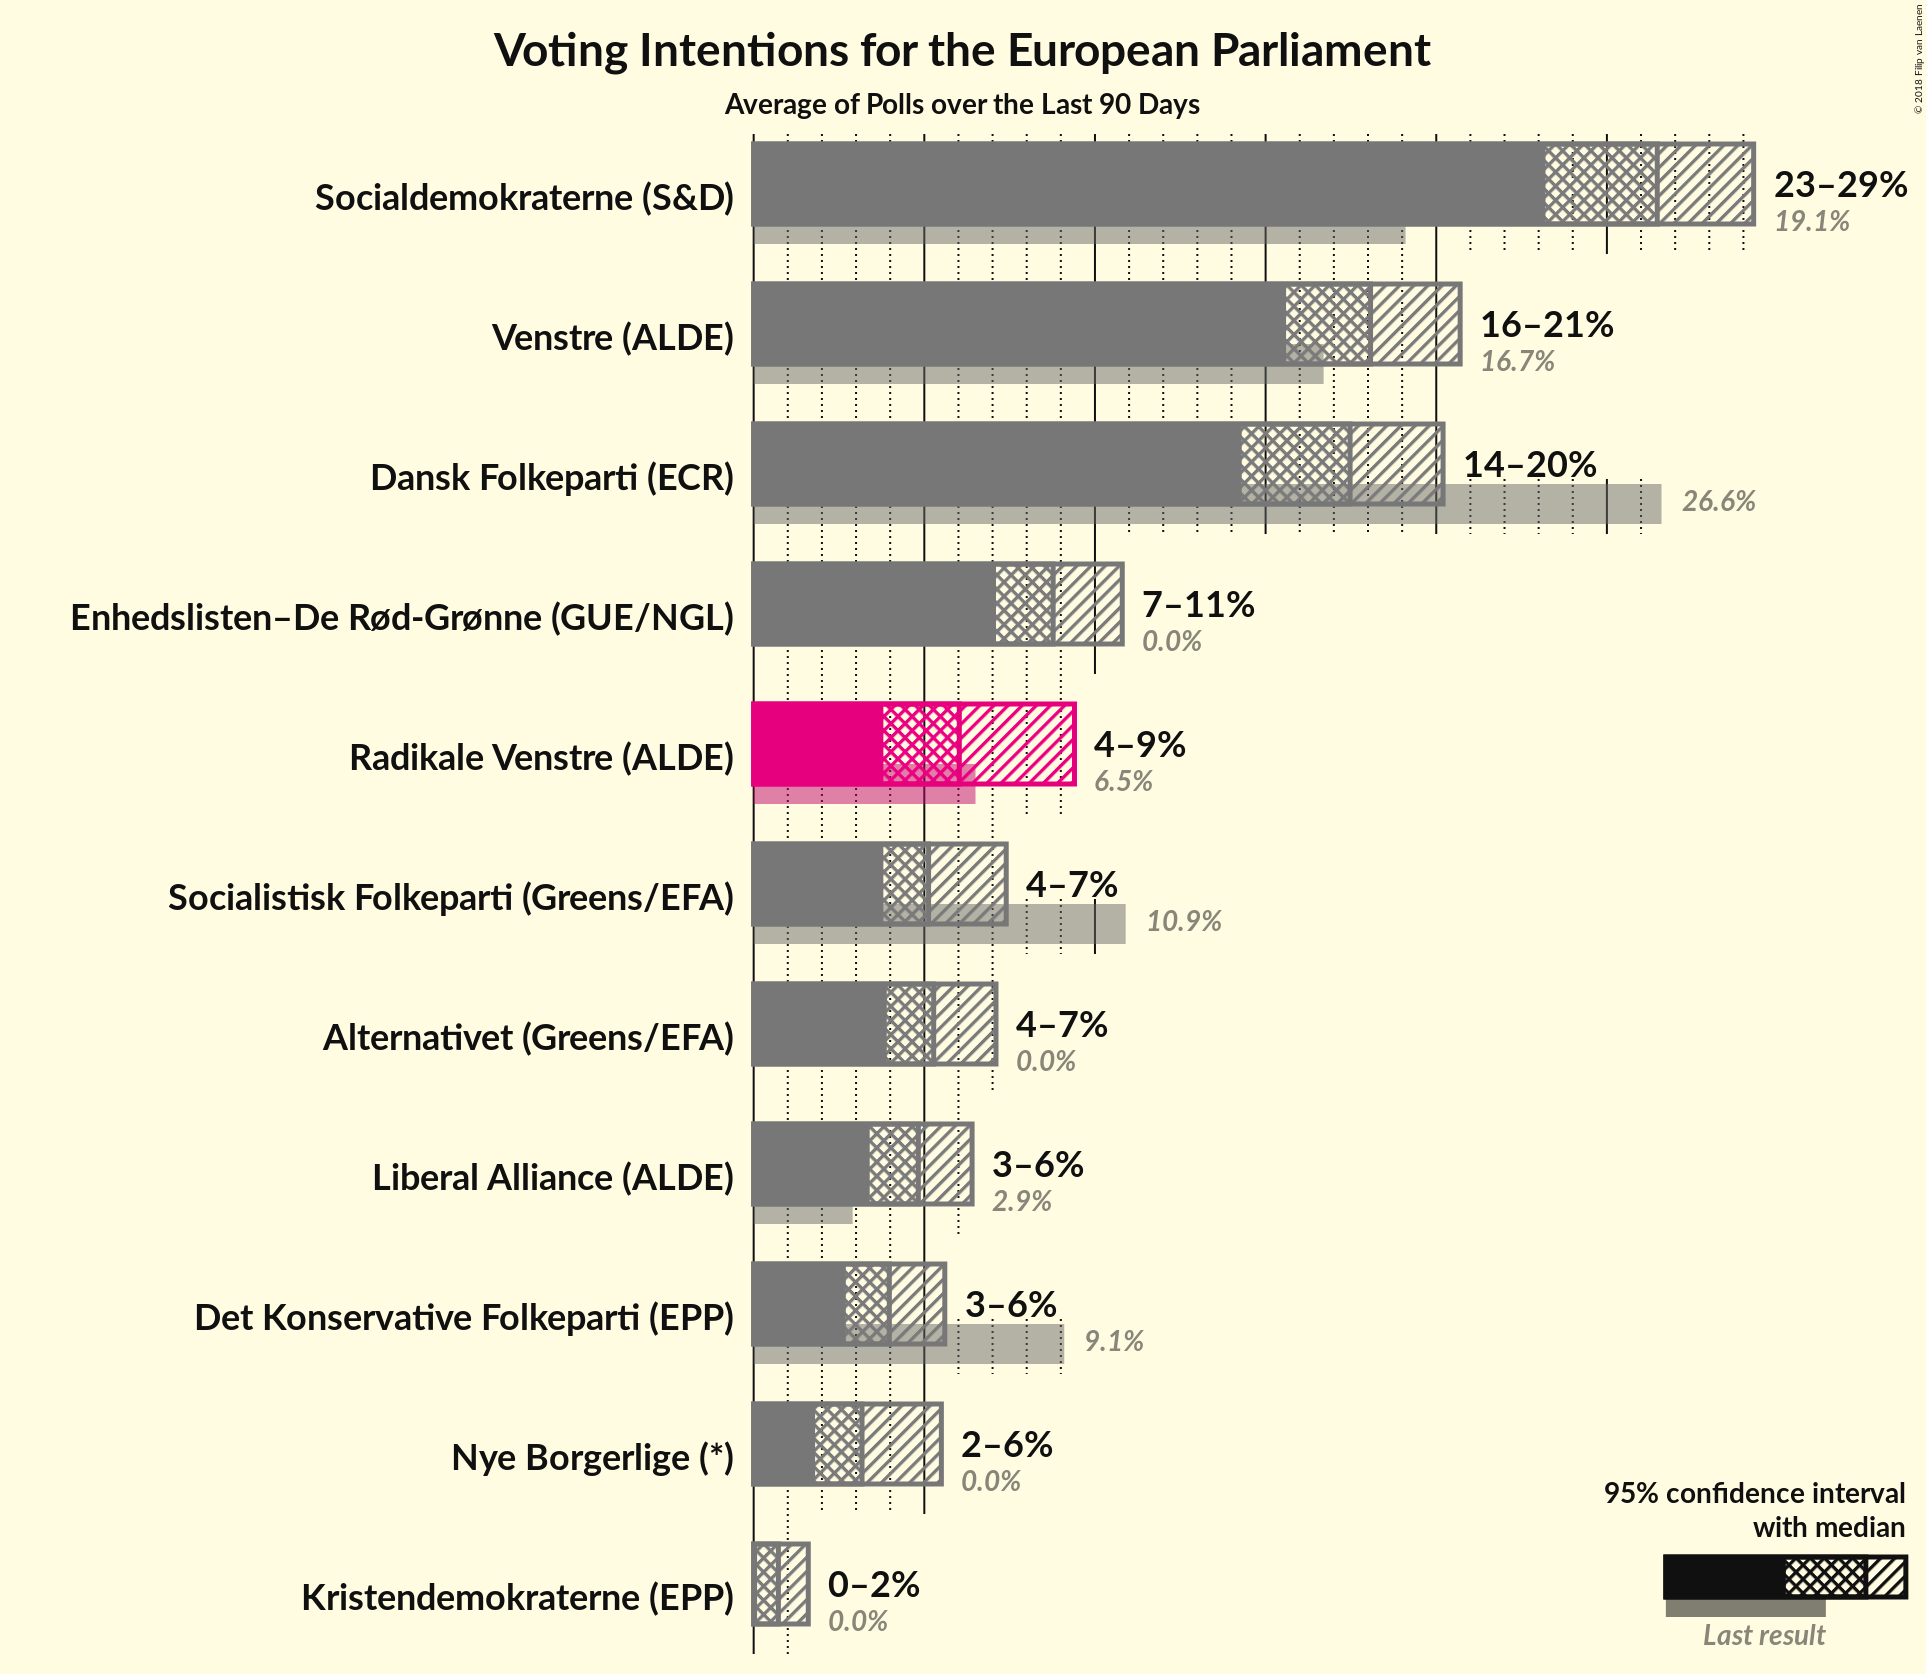 Voting Intentions for the European Parliament
Average of Polls over the Last 90 Days
© 2018 Filip van Laenen
Socialdemokraterne (S&D)
23–29%
19.1%
Venstre (ALDE)
16–21%
16.7%
Dansk Folkeparti (ECR)
14–20%
26.6%
Enhedslisten–De Rød-Grønne (GUE/NGL)
7–11%
0.0%
Radikale Venstre (ALDE)
4–9%
6.5%
Socialistisk Folkeparti (Greens/EFA)
4–7%
10.9%
Alternativet (Greens/EFA)
4–7%
0.0%
Liberal Alliance (ALDE)
3–6%
2.9%
Det Konservative Folkeparti (EPP)
3–6%
9.1%
Nye Borgerlige (*)
2–6%
0.0%
Kristendemokraterne (EPP)
0–2%
0.0%
95% confidence interval
with median
Last result